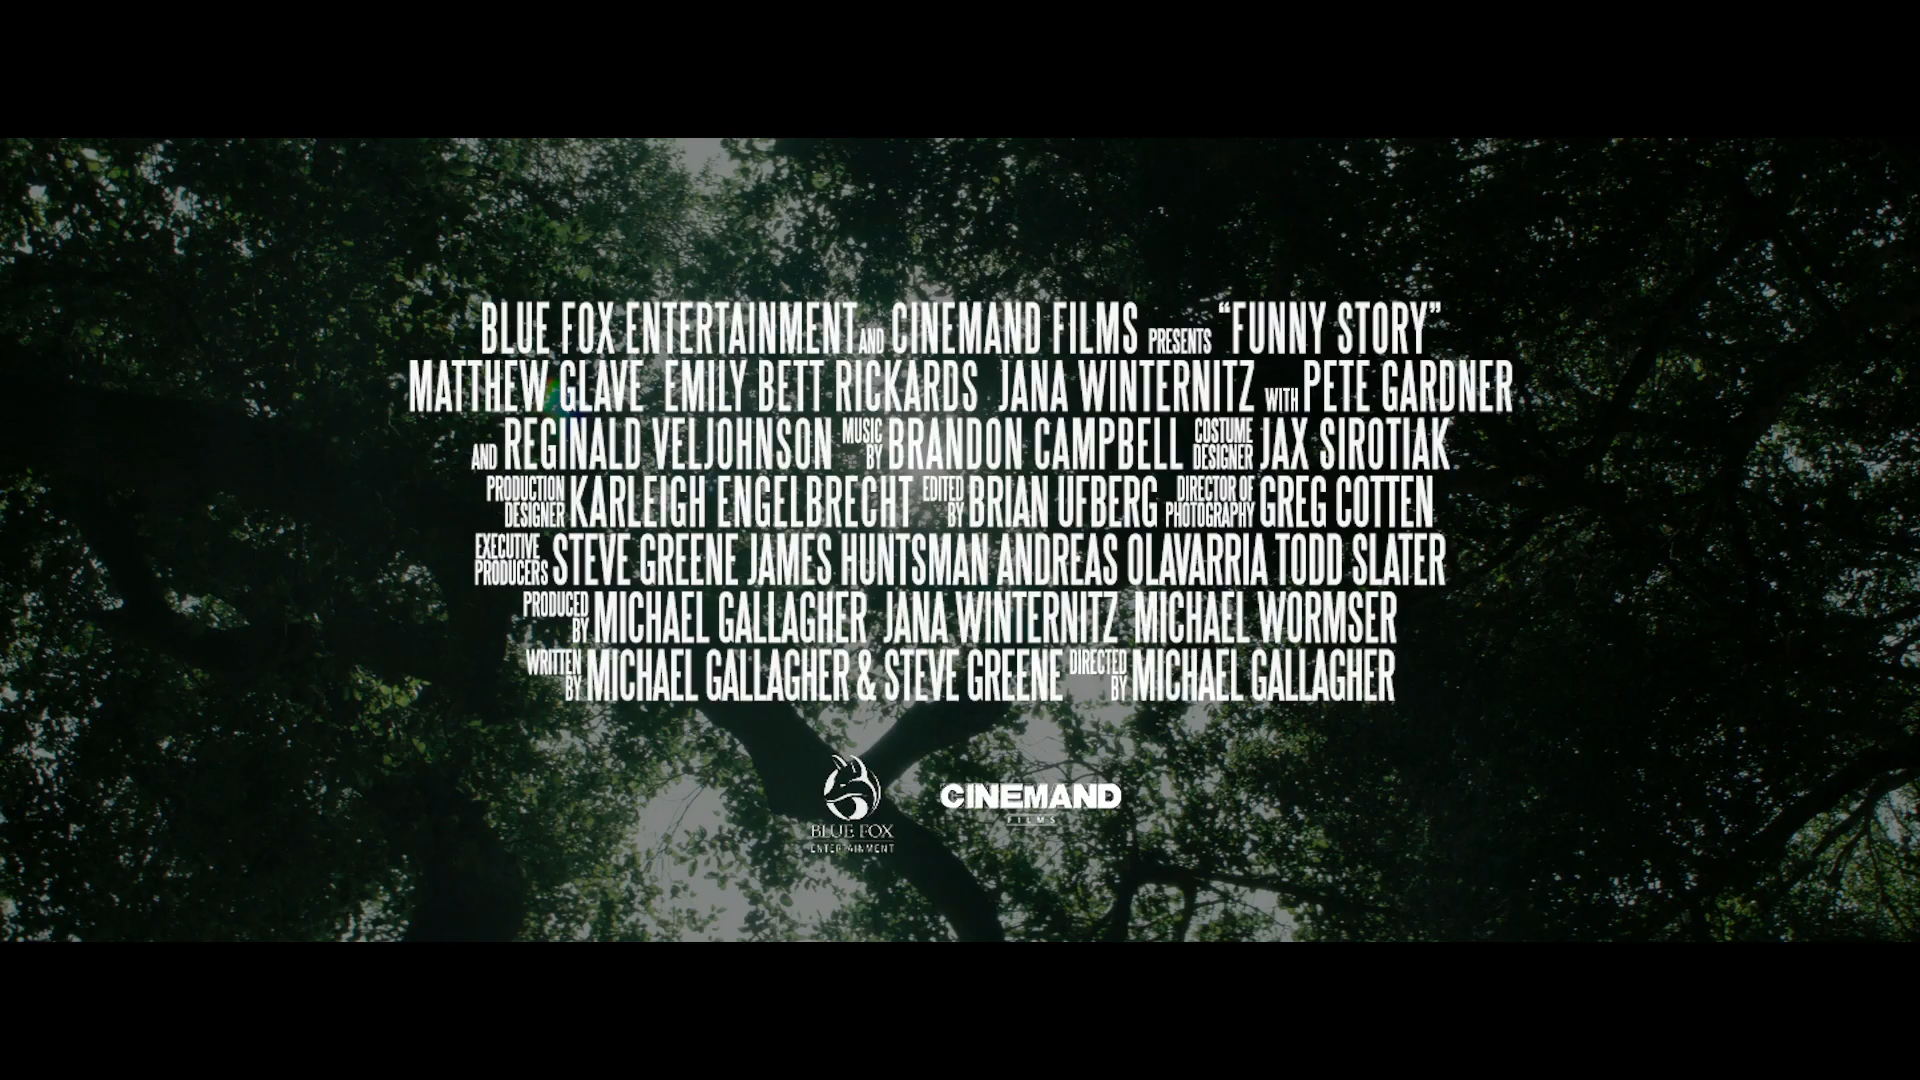 BLUE FOX ENTERTAINMENT AND CINEMAND FILMS PRESENTS “FUNNY STORY”
MATTHEW GLAVE EMILY BETT RICKARDS JANA WINTERNITZ WITH PETE GARDNER
AND REGINALD VELJOHNSON MUSIC BY BRANDON CAMPBELL COSTUME DESIGNER JAX SIROTIAK
PRODUCTION DESIGNER KARLEIGH ENGELBRECHT EDITED BY BRIAN UFBERG DIRECTOR OF PHOTOGRAPHY GREG COTTEN
EXECUTIVE PRODUCERS STEVE GREENE JAMES HUNTSMAN ANDREAS OLAVARRIA TODD SLATER
PRODUCED BY MICHAEL GALLAGHER JANA WINTERNITZ MICHAEL WORMSER
WRITTEN BY MICHAEL GALLAGHER & STEVE GREENE DIRECTED BY MICHAEL GALLAGHER
BLUE FOX
ENTERTAINMENT
CINEMAND
FILMS